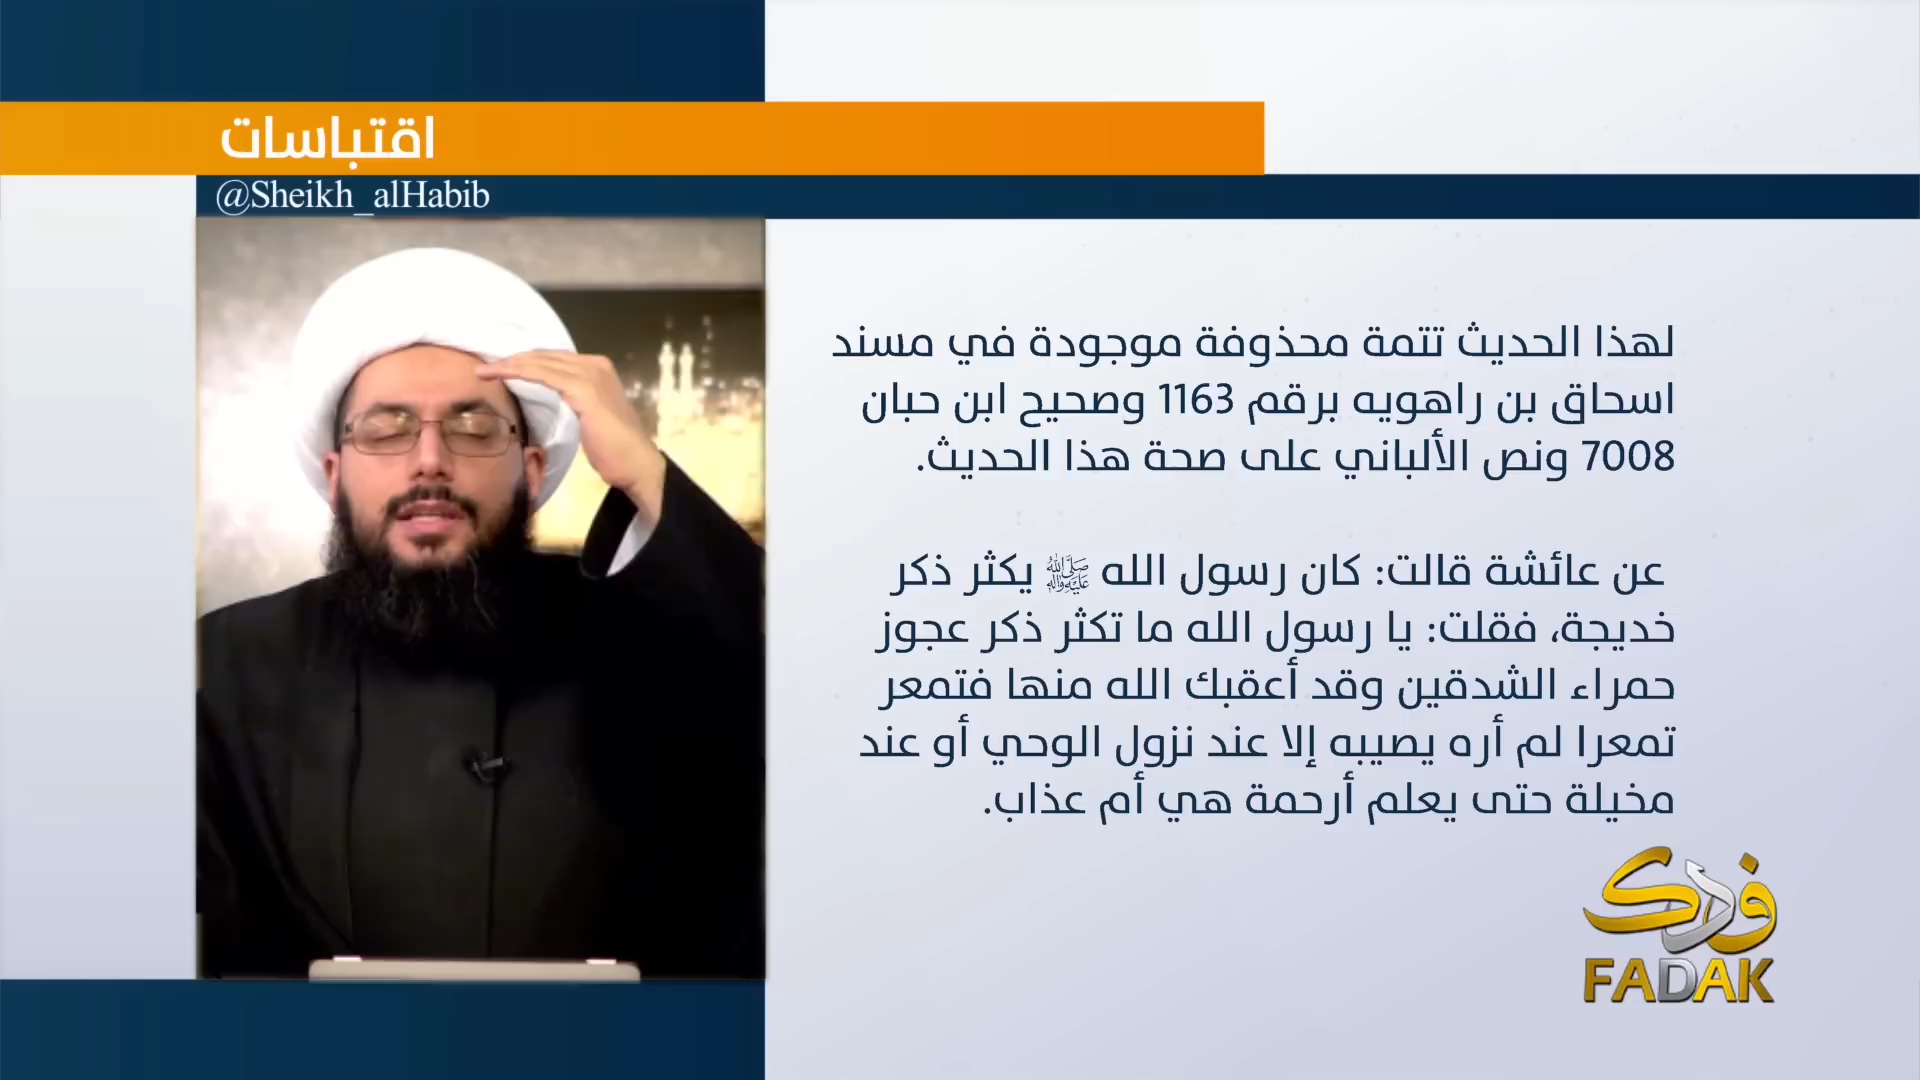 اقتباسات
@Sheikh_alHabib
لهذا الحديث تتمة محذوفة موجودة في مسند
اسحاق بن راهويه برقم 1163 وصحيح ابن حبان
7008 ونص الألباني على صحة هذا الحديث.
عن عائشة قالت: كان رسول الله ﷺ يكثر ذكر
خديجة، فقلت: يا رسول الله ما تكثر ذكر عجوز
حمراء الشدقين وقد أعقبك الله منها فتمعر
تمعرا لم أره يصيبه إلا عند نزول الوحي أو عند
مخيلة حتى يعلم أرحمة هي أم عذاب.
فدك
FADAK